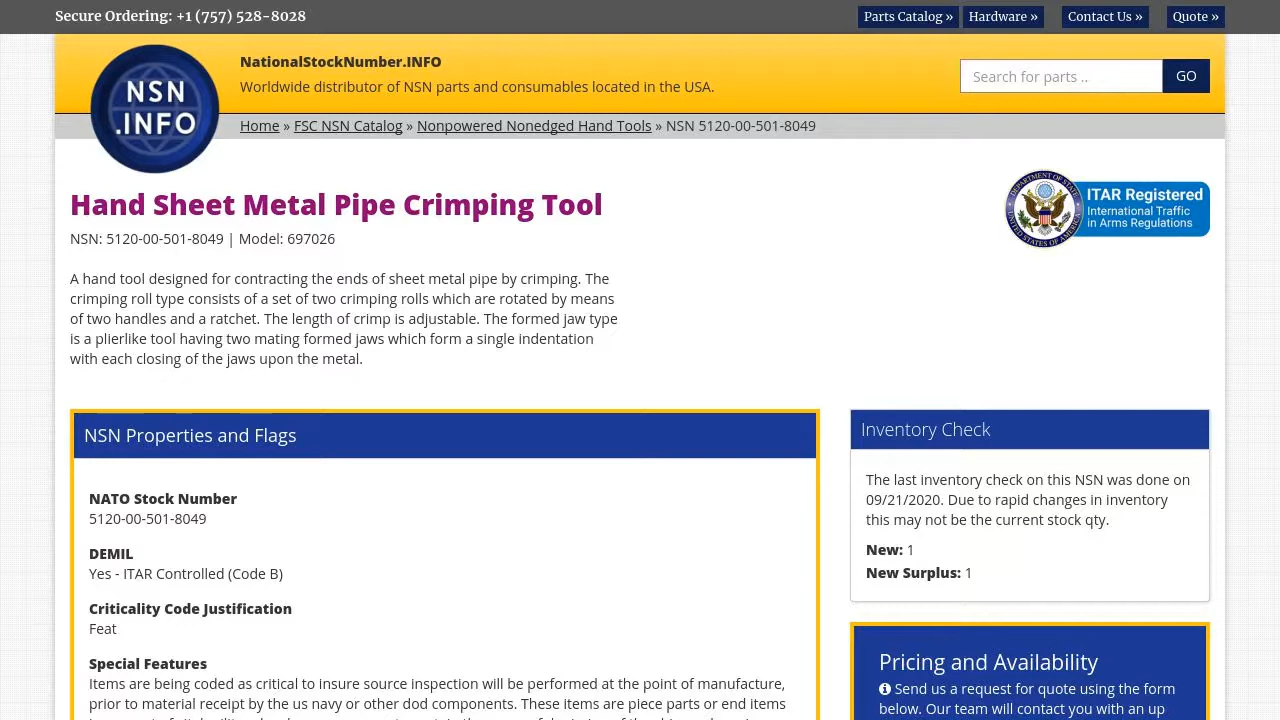 Secure Ordering: +1 (757) 528-8028
Parts Catalog »
Hardware »
Contact Us »
Quote »
NSN
.INFO
NationalStockNumber.INFO
Worldwide distributor of NSN parts and consumables located in the USA.
Search for parts ..
GO
Home » FSC NSN Catalog » Nonpowered Nonedged Hand Tools » NSN 5120-00-501-8049
Hand Sheet Metal Pipe Crimping Tool
NSN: 5120-00-501-8049 | Model: 697026
DEPARTMENT OF STATE
UNITED STATES OF AMERICA
ITAR Registered
International Traffic
in Arms Regulations
A hand tool designed for contracting the ends of sheet metal pipe by crimping. The
crimping roll type consists of a set of two crimping rolls which are rotated by means
of two handles and a ratchet. The length of crimp is adjustable. The formed jaw type
is a plierlike tool having two mating formed jaws which form a single indentation
with each closing of the jaws upon the metal.
NSN Properties and Flags
NATO Stock Number
5120-00-501-8049
DEMIL
Yes - ITAR Controlled (Code B)
Criticality Code Justification
Feat
Special Features
Items are being coded as critical to insure source inspection will be performed at the point of manufacture,
prior to material receipt by the us navy or other dod components. These items are piece parts or end items
Inventory Check
The last inventory check on this NSN was done on
09/21/2020. Due to rapid changes in inventory
this may not be the current stock qty.
New: 1
New Surplus: 1
Pricing and Availability
Send us a request for quote using the form
below. Our team will contact you with an up